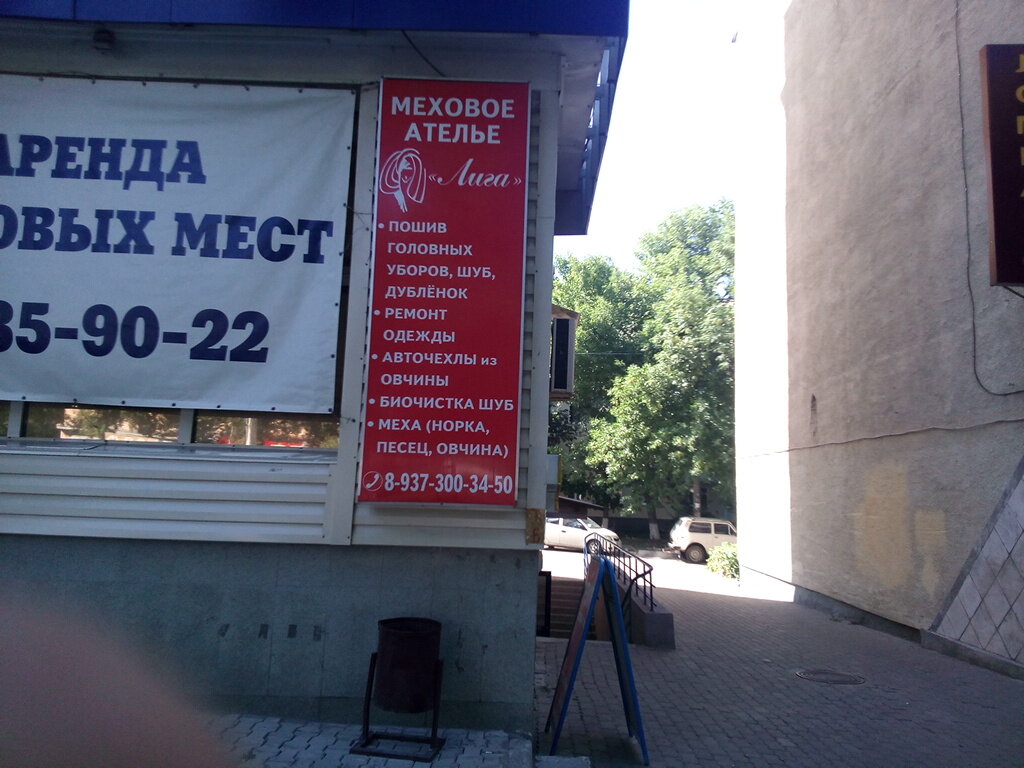 АРЕНДА
ОВЫХ МЕСТ
35-90-22
МЕХОВОЕ
АТЕЛЬЕ
«Лига»
• ПОШИВ
ГОЛОВНЫХ
УБОРОВ, ШУБ,
ДУБЛЁНОК
• РЕМОНТ
ОДЕЖДЫ
• АВТОЧЕХЛЫ из
ОВЧИНЫ
• БИОЧИСТКА ШУБ
• МЕХА (НОРКА,
ПЕСЕЦ, ОВЧИНА)
8-937-300-34-50